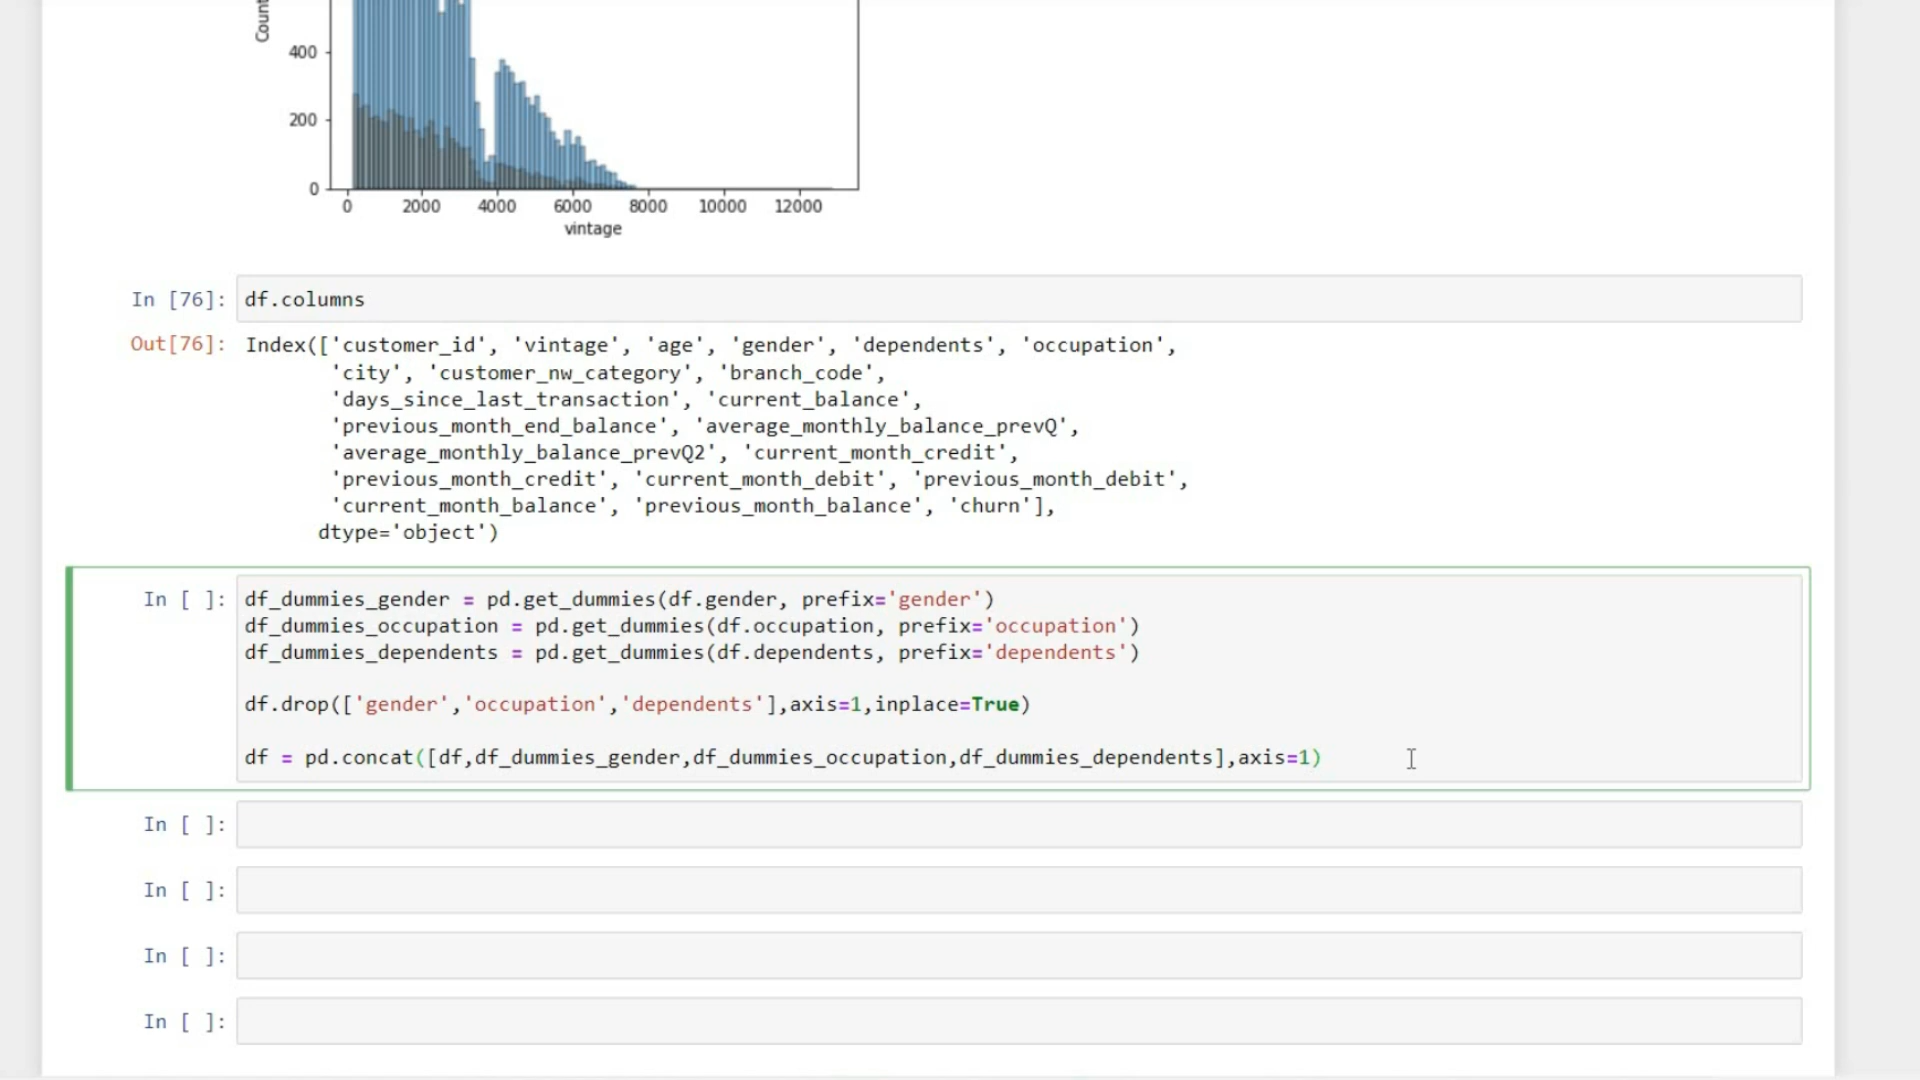 Count
400
200
0
0 2000 4000 6000 8000 10000 12000
vintage
In [76]: df.columns
Out[76]: Index(['customer_id', 'vintage', 'age', 'gender', 'dependents', 'occupation',
'city', 'customer_nw_category', 'branch_code',
'days_since_last_transaction', 'current_balance',
'previous_month_end_balance', 'average_monthly_balance_prevQ',
'average_monthly_balance_prevQ2', 'current_month_credit',
'previous_month_credit', 'current_month_debit', 'previous_month_debit',
'current_month_balance', 'previous_month_balance', 'churn'],
dtype='object')
In [ ]: df_dummies_gender = pd.get_dummies(df.gender, prefix='gender')
df_dummies_occupation = pd.get_dummies(df.occupation, prefix='occupation')
df_dummies_dependents = pd.get_dummies(df.dependents, prefix='dependents')
df.drop(['gender','occupation','dependents'],axis=1,inplace=True)
df = pd.concat([df,df_dummies_gender,df_dummies_occupation,df_dummies_dependents],axis=1)
In [ ]:
In [ ]:
In [ ]:
In [ ]: